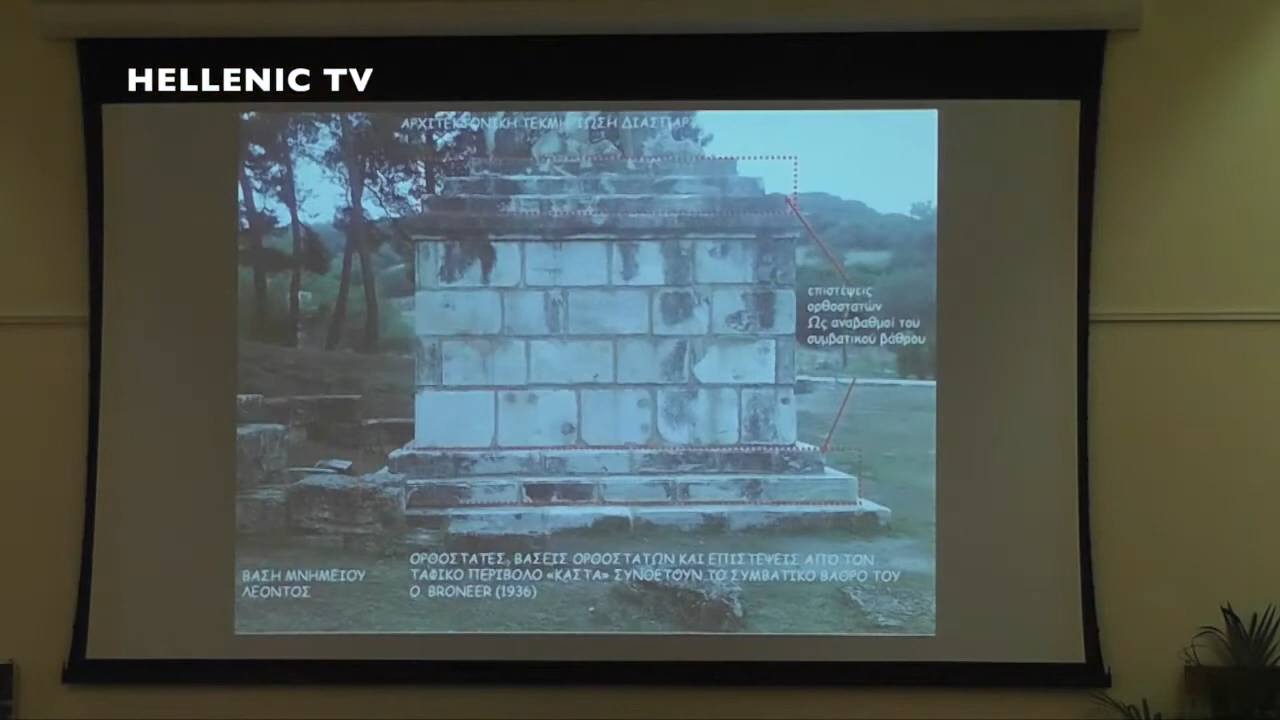 HELLENIC TV
ΑΡΧΙΤΕΚΤΟΝΙΚΗ ΤΕΚΜΗΡΙΩΣΗ
επιστέψεις
ορθοστατών
Ως αναβαθμοί του
συμβατικού βάθρου
ΟΡΘΟΣΤΑΤΕΣ, ΒΑΣΕΙΣ ΟΡΘΟΣΤΑΤΩΝ ΚΑΙ ΕΠΙΣΤΕΨΕΙΣ ΑΠΟ ΤΟΝ
ΤΑΦΙΚΟ ΠΕΡΙΒΟΛΟ «ΚΑΣΤΑ» ΣΥΝΘΕΤΟΥΝ ΤΟ ΣΥΜΒΑΤΙΚΟ ΒΑΘΡΟ ΤΟΥ
O. BRONEER (1936)
ΒΑΣΗ ΜΝΗΜΕΙΟΥ
ΛΕΟΝΤΟΣ